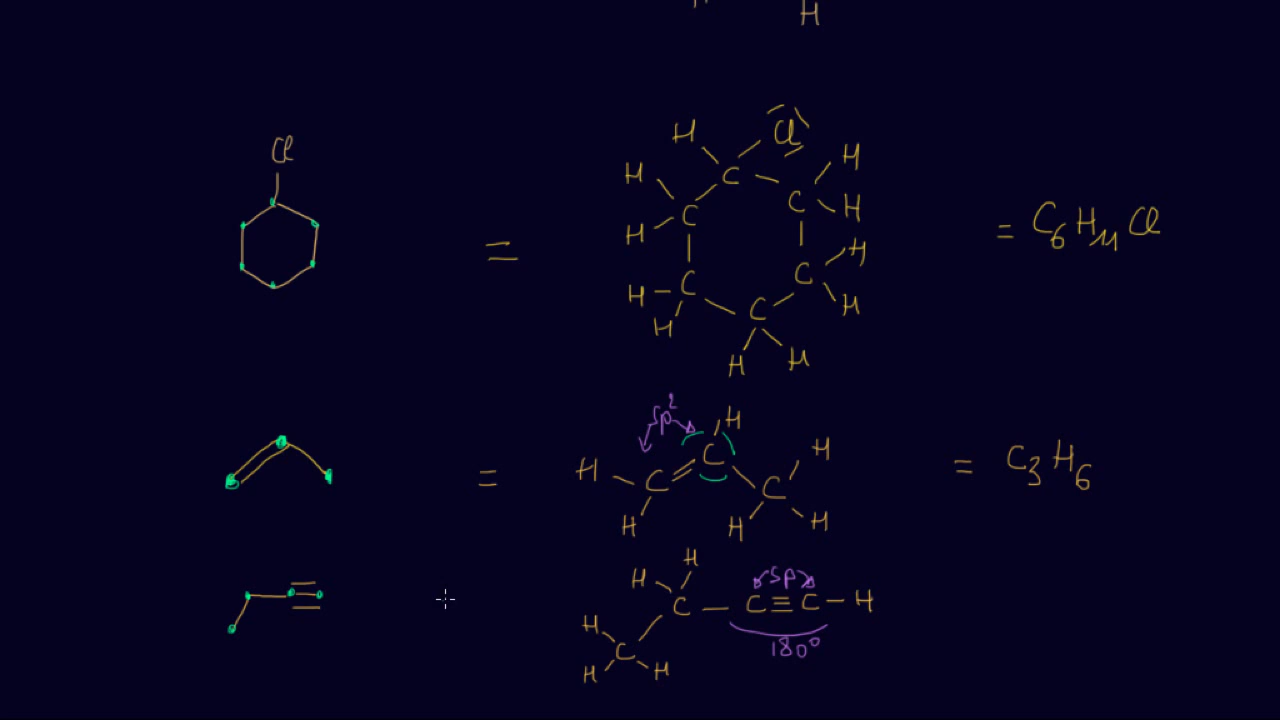 H
H
Cl
= C₆H₁₁Cl
H Cl H
H C C H
H C H
H C C H
H C H
H H
sp²
H
= H C = C H = C₃H₆
H C
H H
H
H sp
C C ≡ C H
H 180°
C
H H